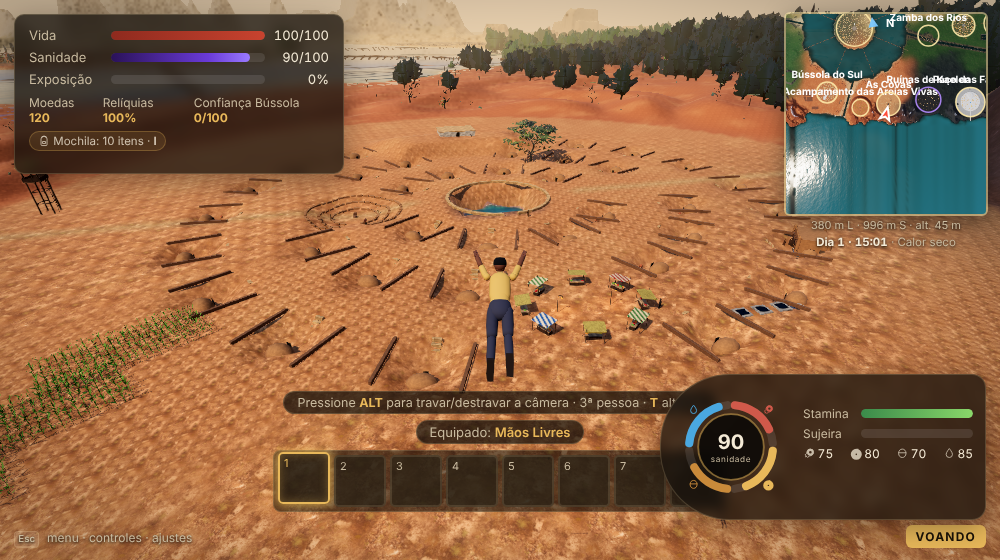 Vida 100/100
Sanidade 90/100
Exposição 0%
Moedas Relíquias Confiança Bússola
120 100% 0/100
Mochila: 10 itens · I
N
Zamba dos Rios
Bússola do Sul
As Covas
Ruínas de
Acampamento das Areias Vivas
380 m L · 996 m S · alt. 45 m
Dia 1 · 15:01 · Calor seco
Pressione ALT para travar/destravar a câmera · 3ª pessoa · T alt
Equipado: Mãos Livres
1 2 3 4 5 6 7
90
sanidade
Stamina
Sujeira
75 80 70 85
Esc menu · controles · ajustes
VOANDO